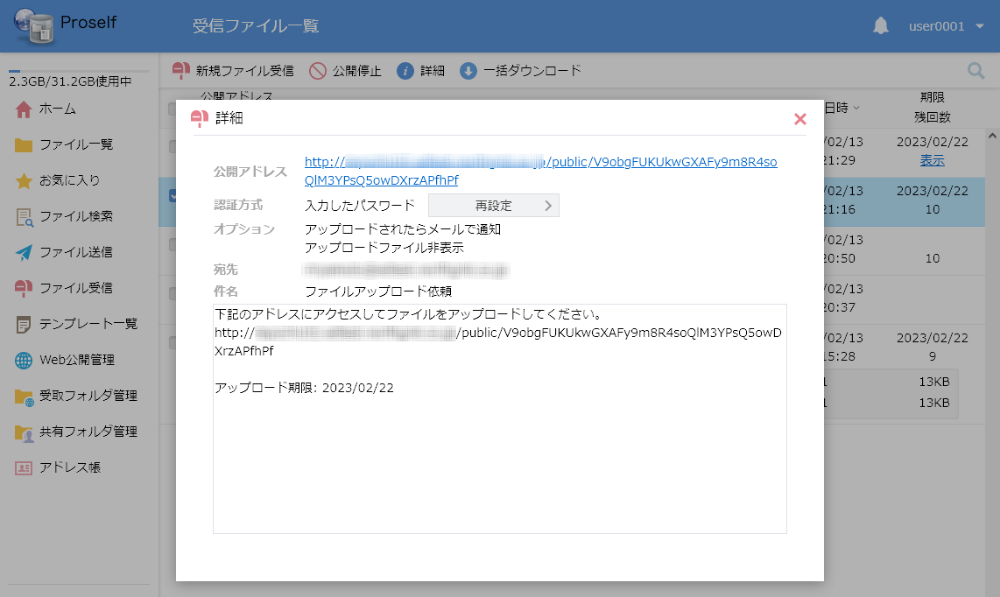 Proself
受信ファイル一覧
user0001
2.3GB/31.2GB使用中
ホーム
ファイル一覧
お気に入り
ファイル検索
ファイル送信
ファイル受信
テンプレート一覧
Web公開管理
受取フォルダ管理
共有フォルダ管理
アドレス帳
新規ファイル受信 公開停止 詳細 一括ダウンロード
公開アドレス
日時
期限
残回数
/02/13 2023/02/22
21:29 表示
/02/13 2023/02/22
21:16 10
/02/13
20:50 10
/02/13
20:37
/02/13 2023/02/22
15:28 9
1 13KB
1 13KB
詳細
公開アドレス http:// /public/V9obgFUKUkwGXAFy9m8R4so
QlM3YPsQ5owDXrzAPfhPf
認証方式 入力したパスワード 再設定
オプション アップロードされたらメールで通知
アップロードファイル非表示
宛先
件名 ファイルアップロード依頼
下記のアドレスにアクセスしてファイルをアップロードしてください。
http:// /public/V9obgFUKUkwGXAFy9m8R4soQlM3YPsQ5owD
XrzAPfhPf
アップロード期限: 2023/02/22